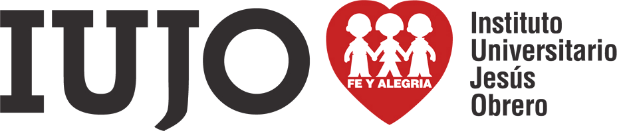 IUJO
FE Y ALEGRIA
Instituto
Universitario
Jesús
Obrero